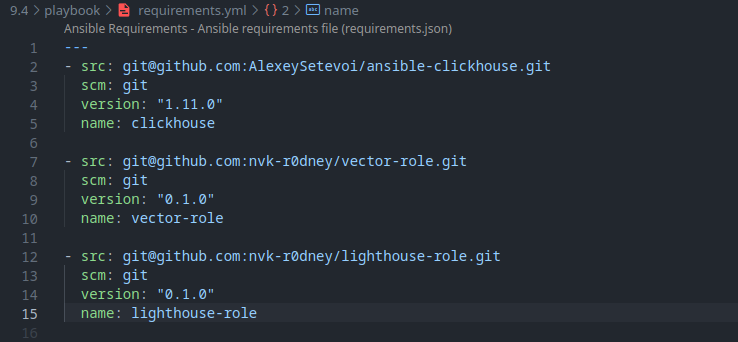 9.4 > playbook > requirements.yml > {} 2 > abc name
Ansible Requirements - Ansible requirements file (requirements.json)
1 ---
2 - src: git@github.com:AlexeySetevoi/ansible-clickhouse.git
3   scm: git
4   version: "1.11.0"
5   name: clickhouse
6
7 - src: git@github.com:nvk-r0dney/vector-role.git
8   scm: git
9   version: "0.1.0"
10   name: vector-role
11
12 - src: git@github.com:nvk-r0dney/lighthouse-role.git
13   scm: git
14   version: "0.1.0"
15   name: lighthouse-role
16